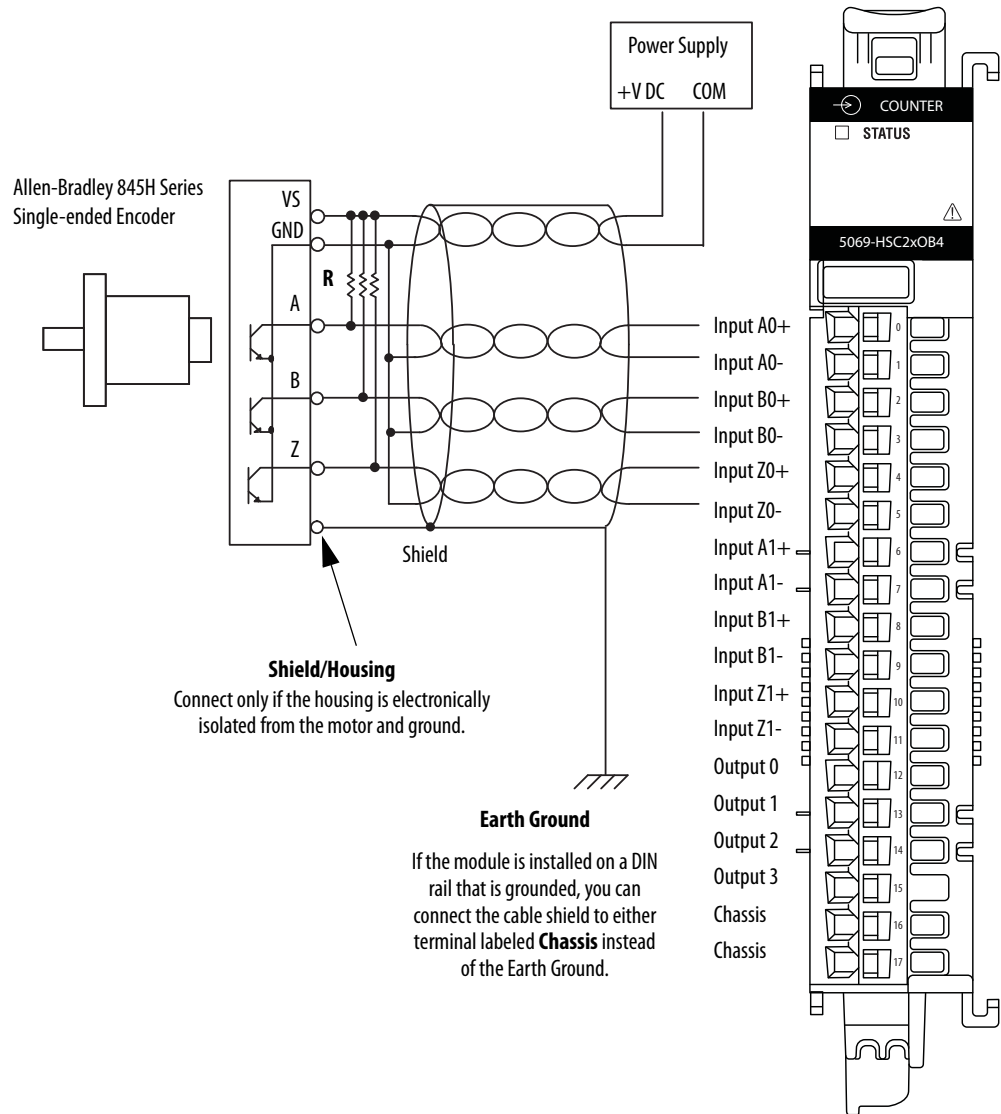 Power Supply
+V DC COM
COUNTER
STATUS
5069-HSC2xOB4
Allen-Bradley 845H Series
Single-ended Encoder
VS
GND
R
A
B
Z
Shield
Shield/Housing
Connect only if the housing is electronically
isolated from the motor and ground.
Earth Ground
If the module is installed on a DIN
rail that is grounded, you can
connect the cable shield to either
terminal labeled Chassis instead
of the Earth Ground.
Input A0+ 0
Input A0- 1
Input B0+ 2
Input B0- 3
Input Z0+ 4
Input Z0- 5
Input A1+ 6
Input A1- 7
Input B1+ 8
Input B1- 9
Input Z1+ 10
Input Z1- 11
Output 0 12
Output 1 13
Output 2 14
Output 3 15
Chassis 16
Chassis 17